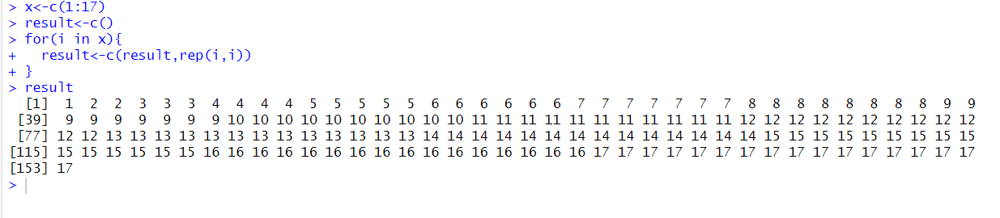 > x<-c(1:17)
> result<-c()
> for(i in x){
+   result<-c(result,rep(i,i))
+ }
> result
  [1]  1  2  2  3  3  3  4  4  4  4  5  5  5  5  5  6  6  6  6  6  6  7  7  7  7  7  7  7  8  8  8  8  8  8  8  8  9  9
 [39]  9  9  9  9  9  9  9 10 10 10 10 10 10 10 10 10 10 11 11 11 11 11 11 11 11 11 11 11 12 12 12 12 12 12 12 12 12 12
 [77] 12 12 13 13 13 13 13 13 13 13 13 13 13 13 13 14 14 14 14 14 14 14 14 14 14 14 14 14 14 15 15 15 15 15 15 15 15 15
[115] 15 15 15 15 15 15 16 16 16 16 16 16 16 16 16 16 16 16 16 16 16 16 17 17 17 17 17 17 17 17 17 17 17 17 17 17 17 17
[153] 17
>